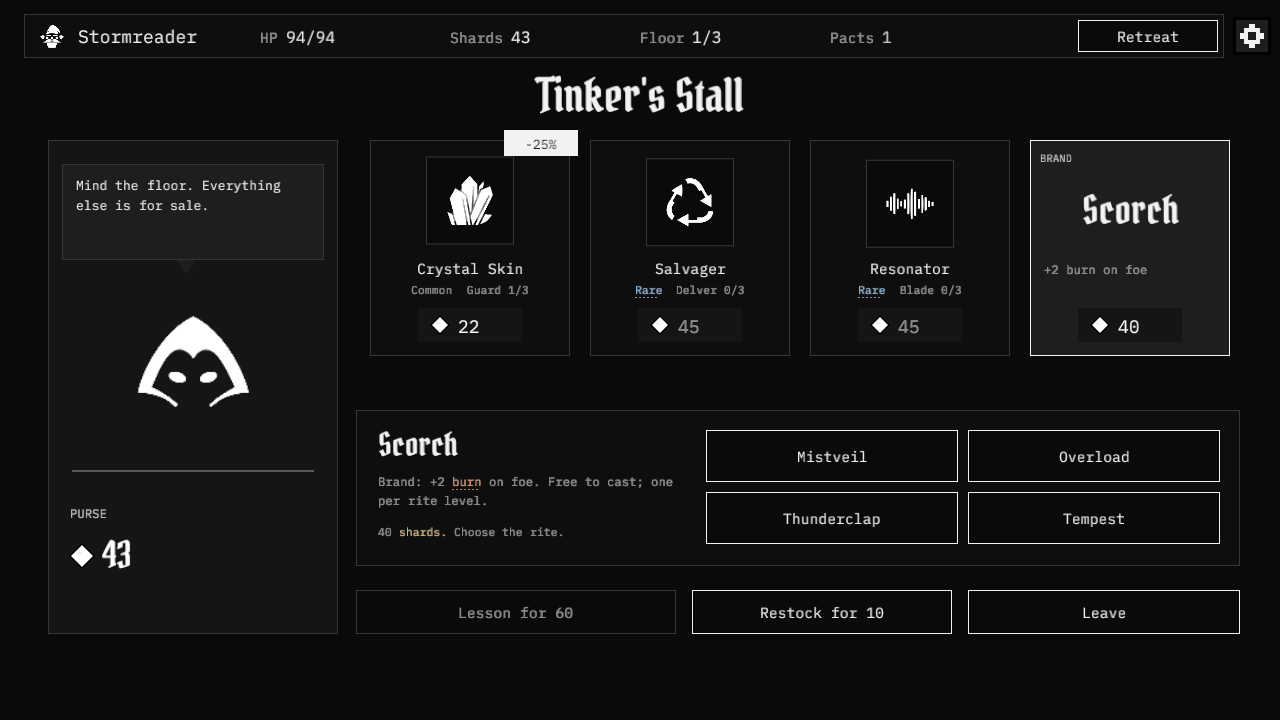 Stormreader
HP 94/94
Shards 43
Floor 1/3
Pacts 1
Retreat
Tinker's Stall
Mind the floor. Everything
else is for sale.
PURSE
43
-25%
Crystal Skin
Common Guard 1/3
22
Salvager
Rare Delver 0/3
45
Resonator
Rare Blade 0/3
45
BRAND
Scorch
+2 burn on foe
40
Scorch
Brand: +2 burn on foe. Free to cast; one
per rite level.
40 shards. Choose the rite.
Mistveil
Overload
Thunderclap
Tempest
Lesson for 60
Restock for 10
Leave